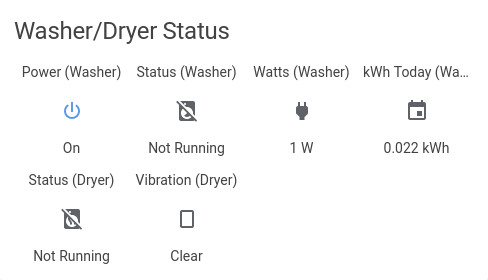 Washer/Dryer Status
Power (Washer) Status (Washer) Watts (Washer) kWh Today (Wa...
On Not Running 1 W 0.022 kWh
Status (Dryer) Vibration (Dryer)
Not Running Clear